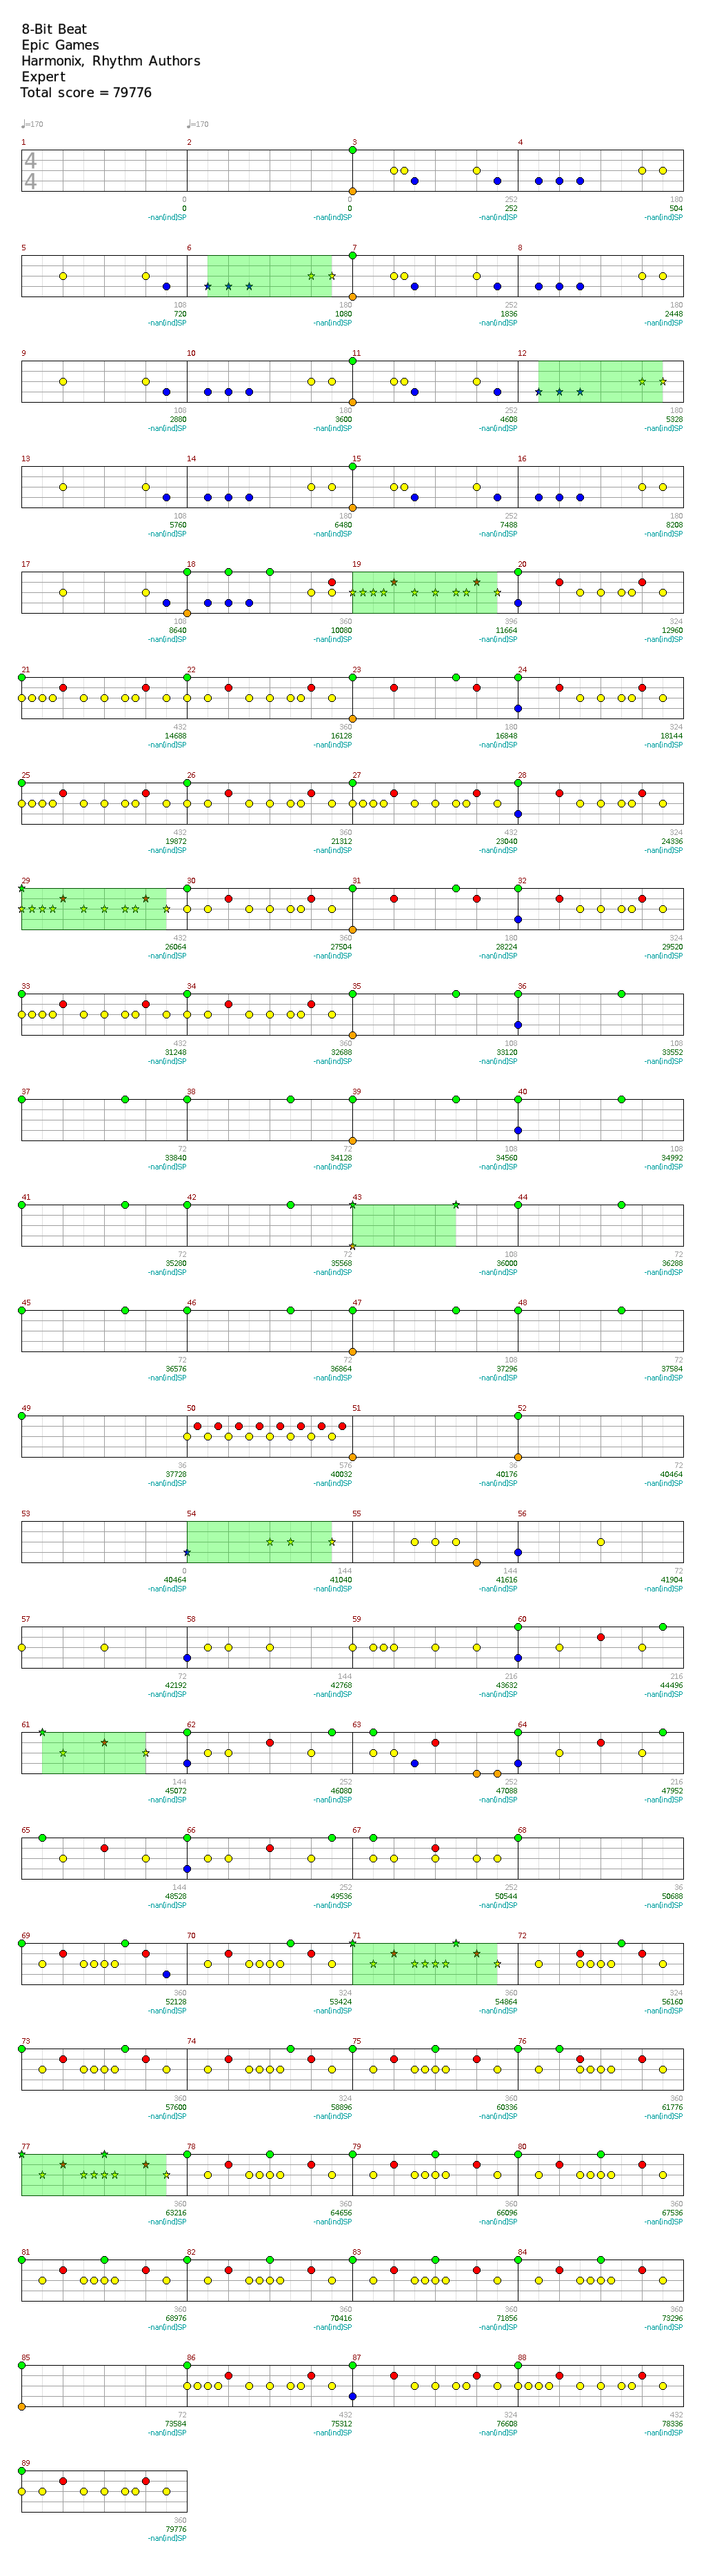 8-Bit Beat
Epic Games
Harmonix, Rhythm Authors
Expert
Total score = 79776
♩=170 ♩=170
1 2 3 4
4
4
0 0 252 180
0 0 252 504
-nan(ind)SP -nan(ind)SP -nan(ind)SP -nan(ind)SP
5 6 7 8
108 180 252 180
720 1080 1836 2448
-nan(ind)SP -nan(ind)SP -nan(ind)SP -nan(ind)SP
9 10 11 12
108 180 252 180
2880 3600 4608 5328
-nan(ind)SP -nan(ind)SP -nan(ind)SP -nan(ind)SP
13 14 15 16
108 180 252 180
5760 6480 7488 8208
-nan(ind)SP -nan(ind)SP -nan(ind)SP -nan(ind)SP
17 18 19 20
108 360 396 324
8640 10080 11664 12960
-nan(ind)SP -nan(ind)SP -nan(ind)SP -nan(ind)SP
21 22 23 24
432 360 180 324
14688 16128 16848 18144
-nan(ind)SP -nan(ind)SP -nan(ind)SP -nan(ind)SP
25 26 27 28
432 360 432 324
19872 21312 23040 24336
-nan(ind)SP -nan(ind)SP -nan(ind)SP -nan(ind)SP
29 30 31 32
432 360 180 324
26064 27504 28224 29520
-nan(ind)SP -nan(ind)SP -nan(ind)SP -nan(ind)SP
33 34 35 36
432 360 108 108
31248 32688 33120 33552
-nan(ind)SP -nan(ind)SP -nan(ind)SP -nan(ind)SP
37 38 39 40
72 72 108 108
33840 34128 34560 34992
-nan(ind)SP -nan(ind)SP -nan(ind)SP -nan(ind)SP
41 42 43 44
72 72 108 72
35280 35568 36000 36288
-nan(ind)SP -nan(ind)SP -nan(ind)SP -nan(ind)SP
45 46 47 48
72 72 108 72
36576 36864 37296 37584
-nan(ind)SP -nan(ind)SP -nan(ind)SP -nan(ind)SP
49 50 51 52
36 576 36 72
37728 40032 40176 40464
-nan(ind)SP -nan(ind)SP -nan(ind)SP -nan(ind)SP
53 54 55 56
0 144 144 72
40464 41040 41616 41904
-nan(ind)SP -nan(ind)SP -nan(ind)SP -nan(ind)SP
57 58 59 60
72 144 216 216
42192 42768 43632 44496
-nan(ind)SP -nan(ind)SP -nan(ind)SP -nan(ind)SP
61 62 63 64
144 252 252 216
45072 46080 47088 47952
-nan(ind)SP -nan(ind)SP -nan(ind)SP -nan(ind)SP
65 66 67 68
144 252 252 36
48528 49536 50544 50688
-nan(ind)SP -nan(ind)SP -nan(ind)SP -nan(ind)SP
69 70 71 72
360 324 360 324
52128 53424 54864 56160
-nan(ind)SP -nan(ind)SP -nan(ind)SP -nan(ind)SP
73 74 75 76
360 324 360 360
57600 58896 60336 61776
-nan(ind)SP -nan(ind)SP -nan(ind)SP -nan(ind)SP
77 78 79 80
360 360 360 360
63216 64656 66096 67536
-nan(ind)SP -nan(ind)SP -nan(ind)SP -nan(ind)SP
81 82 83 84
360 360 360 360
68976 70416 71856 73296
-nan(ind)SP -nan(ind)SP -nan(ind)SP -nan(ind)SP
85 86 87 88
72 432 324 432
73584 75312 76608 78336
-nan(ind)SP -nan(ind)SP -nan(ind)SP -nan(ind)SP
89
360
79776
-nan(ind)SP